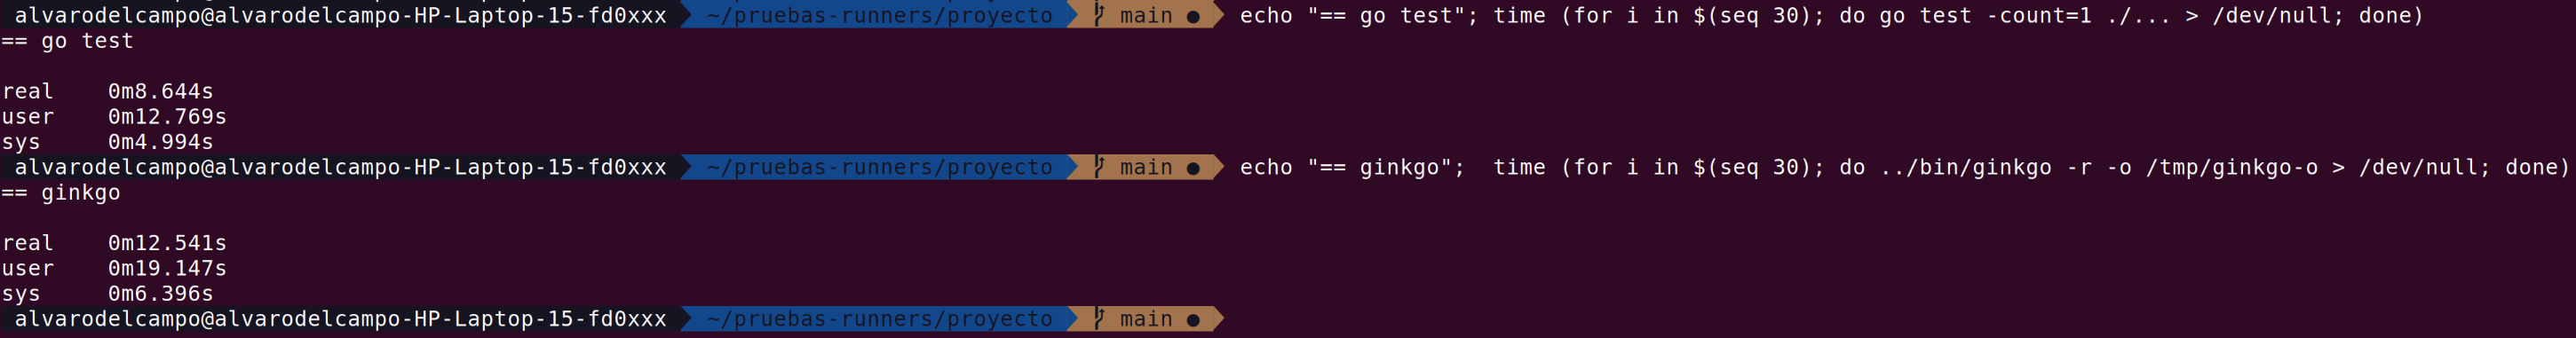 alvarodelcampo@alvarodelcampo-HP-Laptop-15-fd0xxx ~/pruebas-runners/proyecto main ● echo "== go test"; time (for i in $(seq 30); do go test -count=1 ./... > /dev/null; done)
== go test
real 0m8.644s
user 0m12.769s
sys 0m4.994s
alvarodelcampo@alvarodelcampo-HP-Laptop-15-fd0xxx ~/pruebas-runners/proyecto main ● echo "== ginkgo";  time (for i in $(seq 30); do ../bin/ginkgo -r -o /tmp/ginkgo-o > /dev/null; done)
== ginkgo
real 0m12.541s
user 0m19.147s
sys 0m6.396s
alvarodelcampo@alvarodelcampo-HP-Laptop-15-fd0xxx ~/pruebas-runners/proyecto main ●